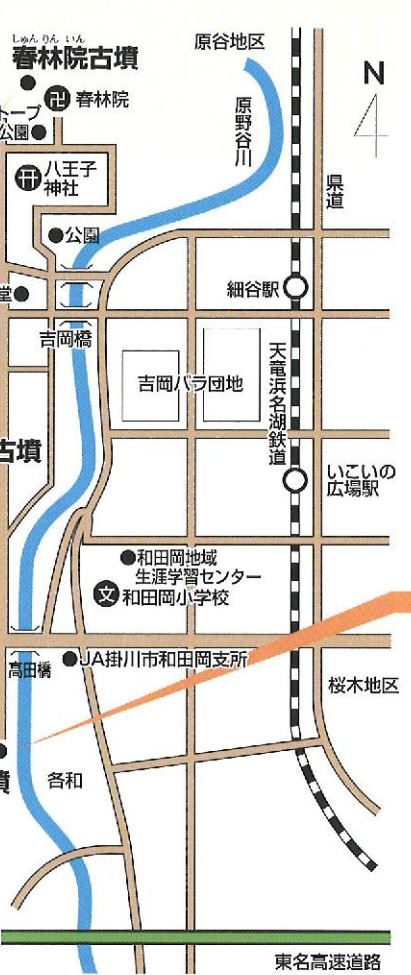 しゅんりんいん
春林院古墳
原谷地区
N
春林院
公園
八王子
神社
原野谷川
県道
公園
堂
細谷駅
吉岡橋
天竜浜名湖鉄道
吉岡バラ団地
古墳
いこいの
広場駅
和田岡地域
生涯学習センター
文
和田岡小学校
JA掛川市和田岡支所
高田橋
桜木地区
墳
各和
東名高速道路